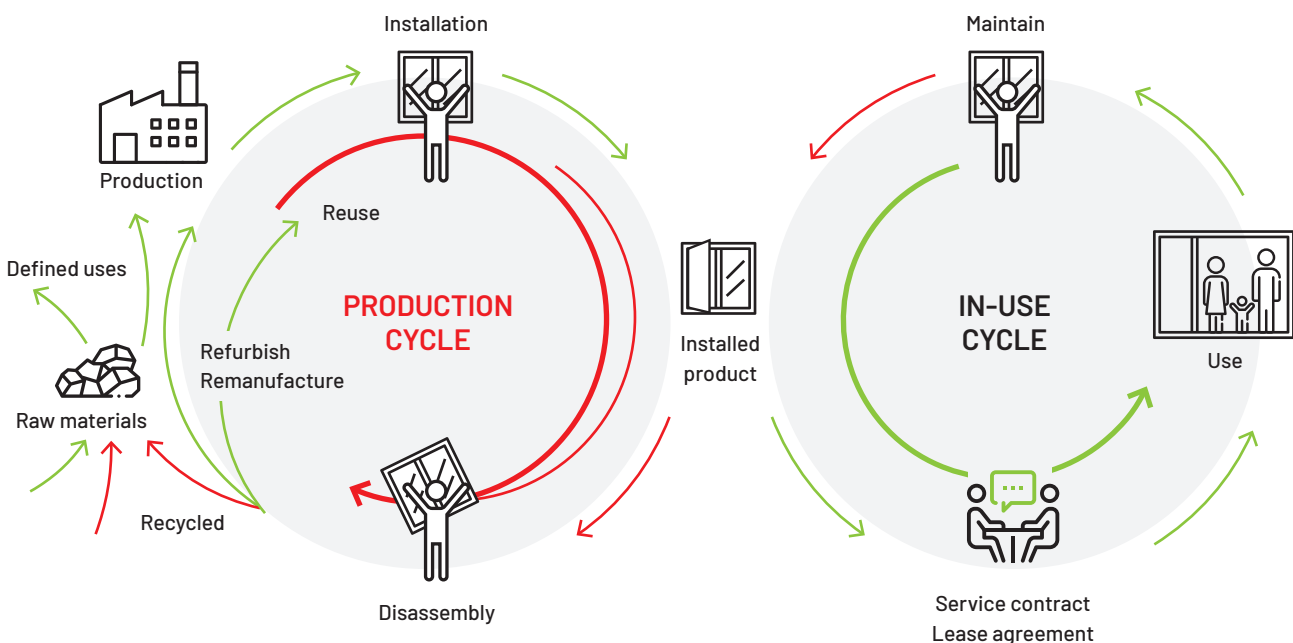 Installation
Maintain
Production
Reuse
Defined uses
PRODUCTION
CYCLE
IN-USE
CYCLE
Refurbish
Remanufacture
Installed
product
Use
Raw materials
Recycled
Disassembly
Service contract
Lease agreement